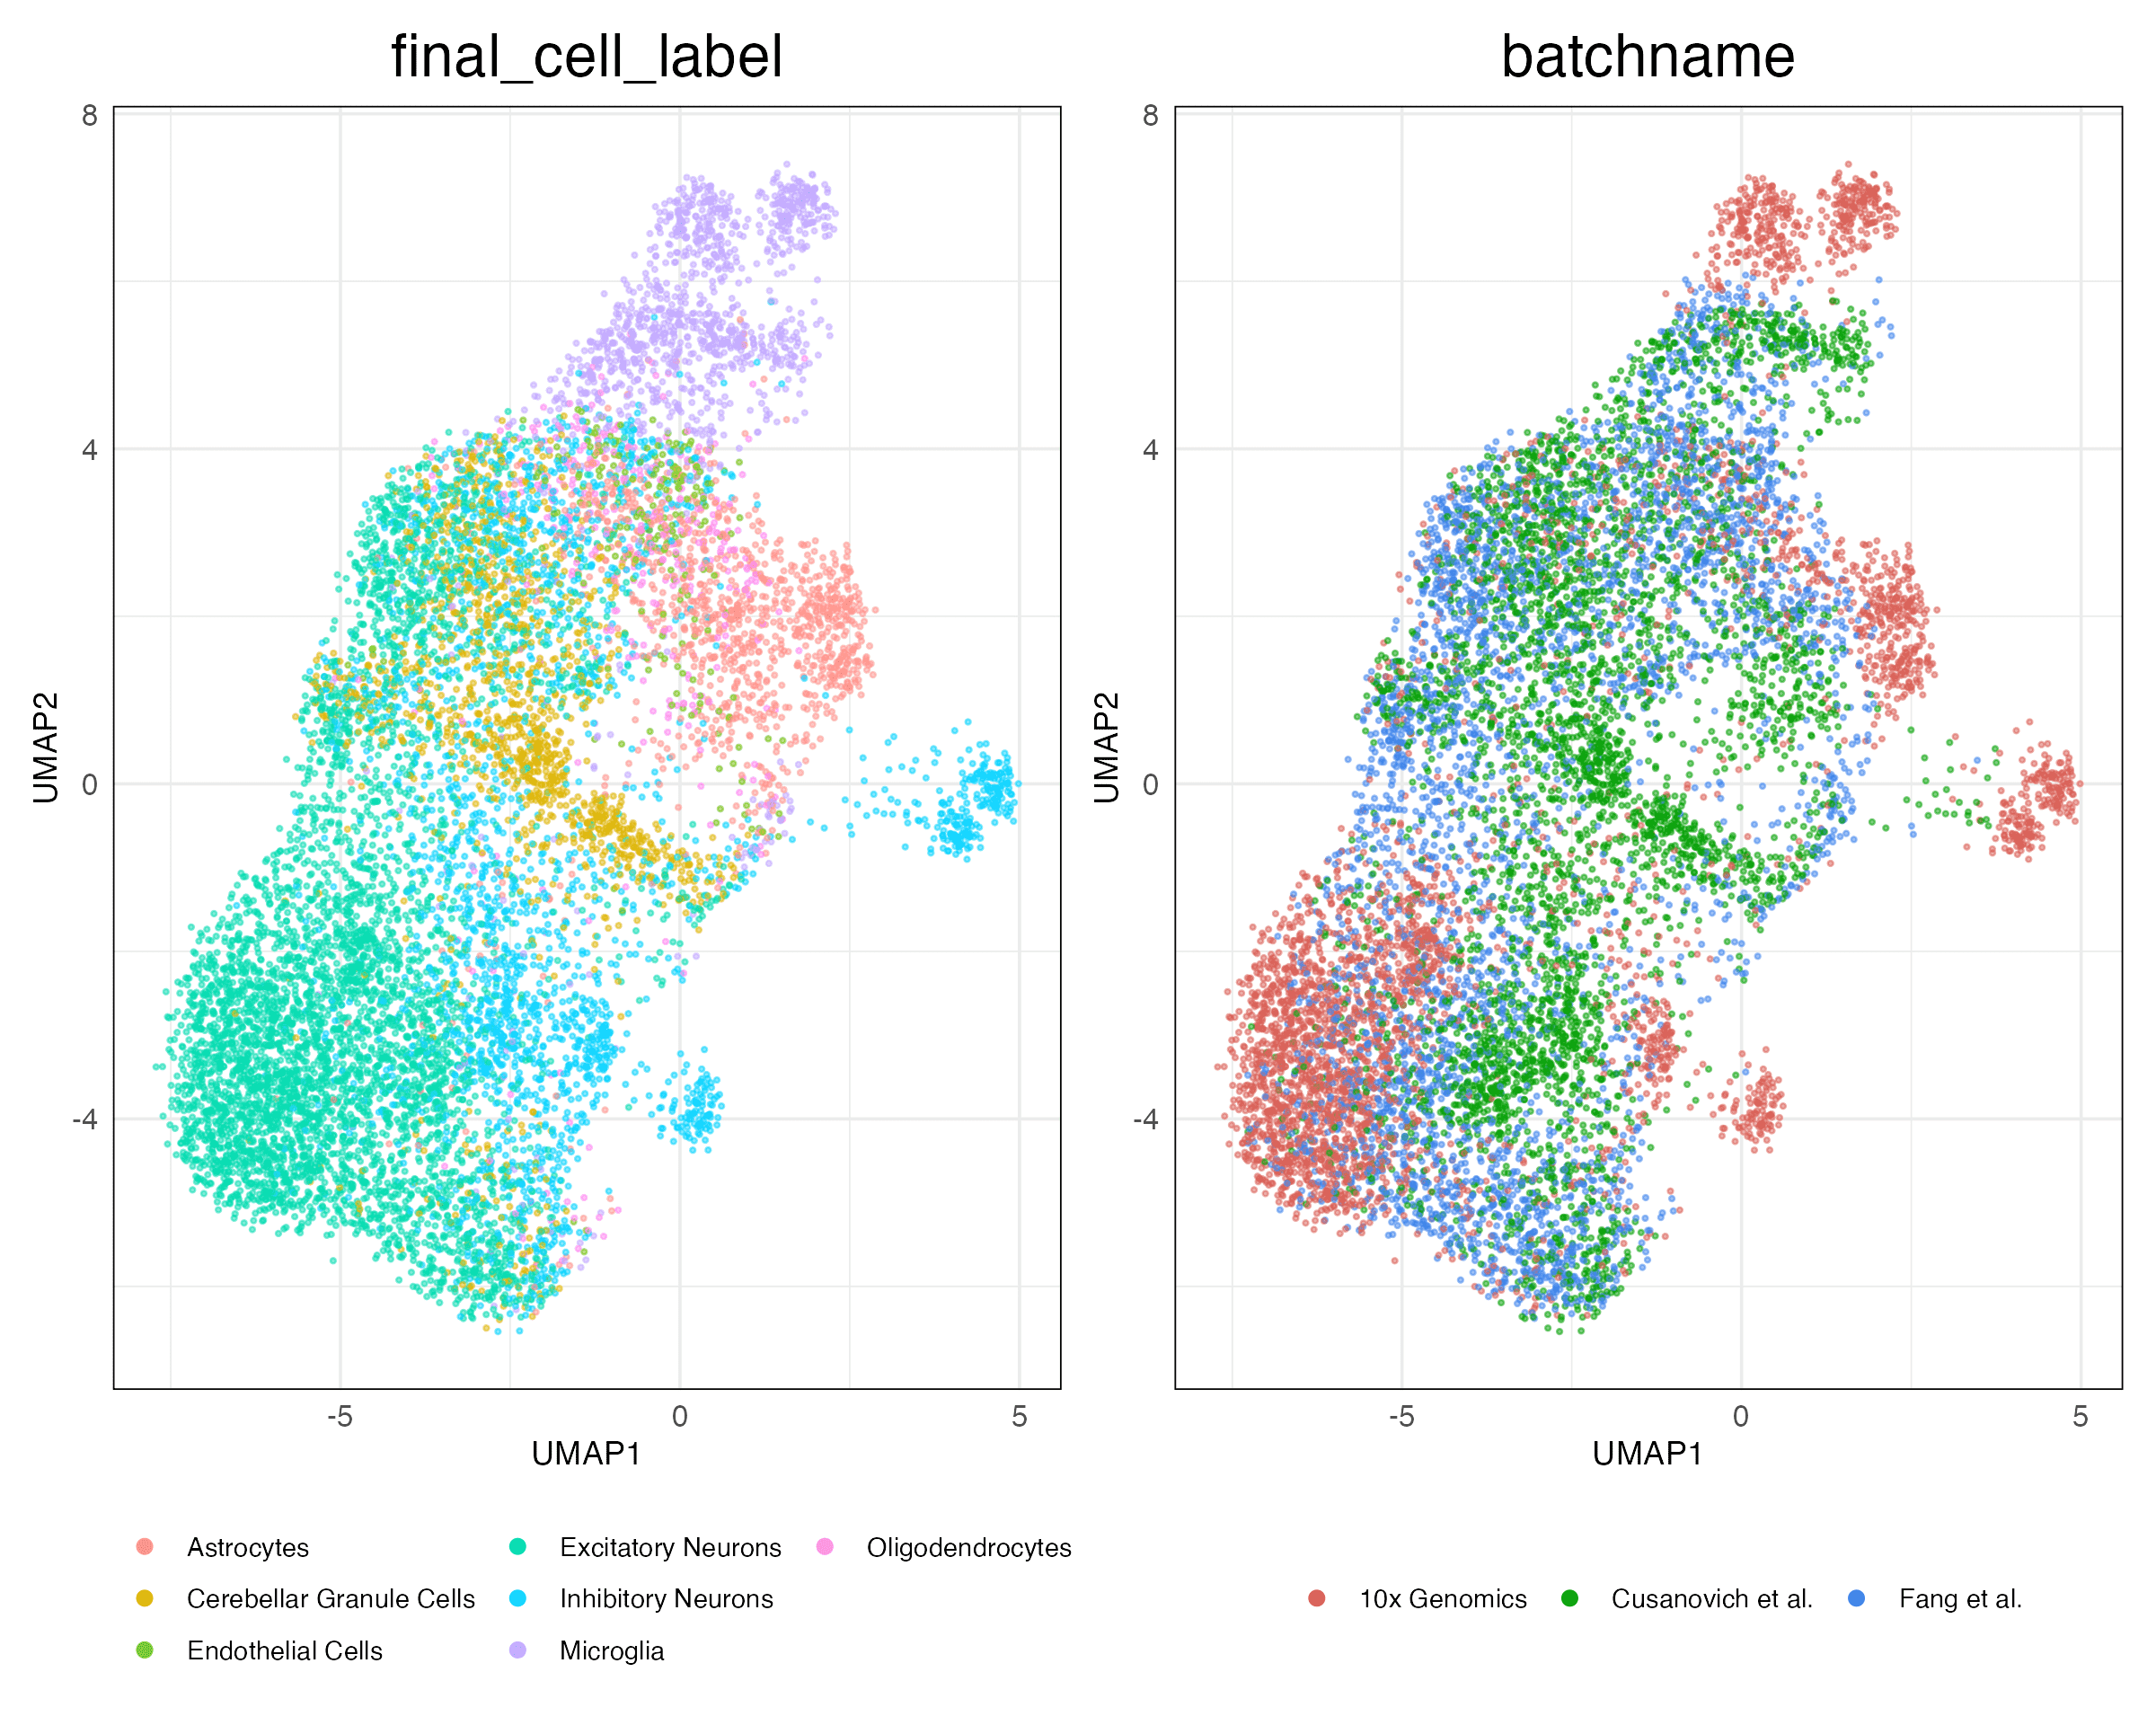 final_cell_label
batchname
8
4
0
-4
UMAP2
-5
0
5
UMAP1
8
4
0
-4
UMAP2
-5
0
5
UMAP1
Astrocytes
Excitatory Neurons
Oligodendrocytes
Cerebellar Granule Cells
Inhibitory Neurons
Endothelial Cells
Microglia
10x Genomics
Cusanovich et al.
Fang et al.